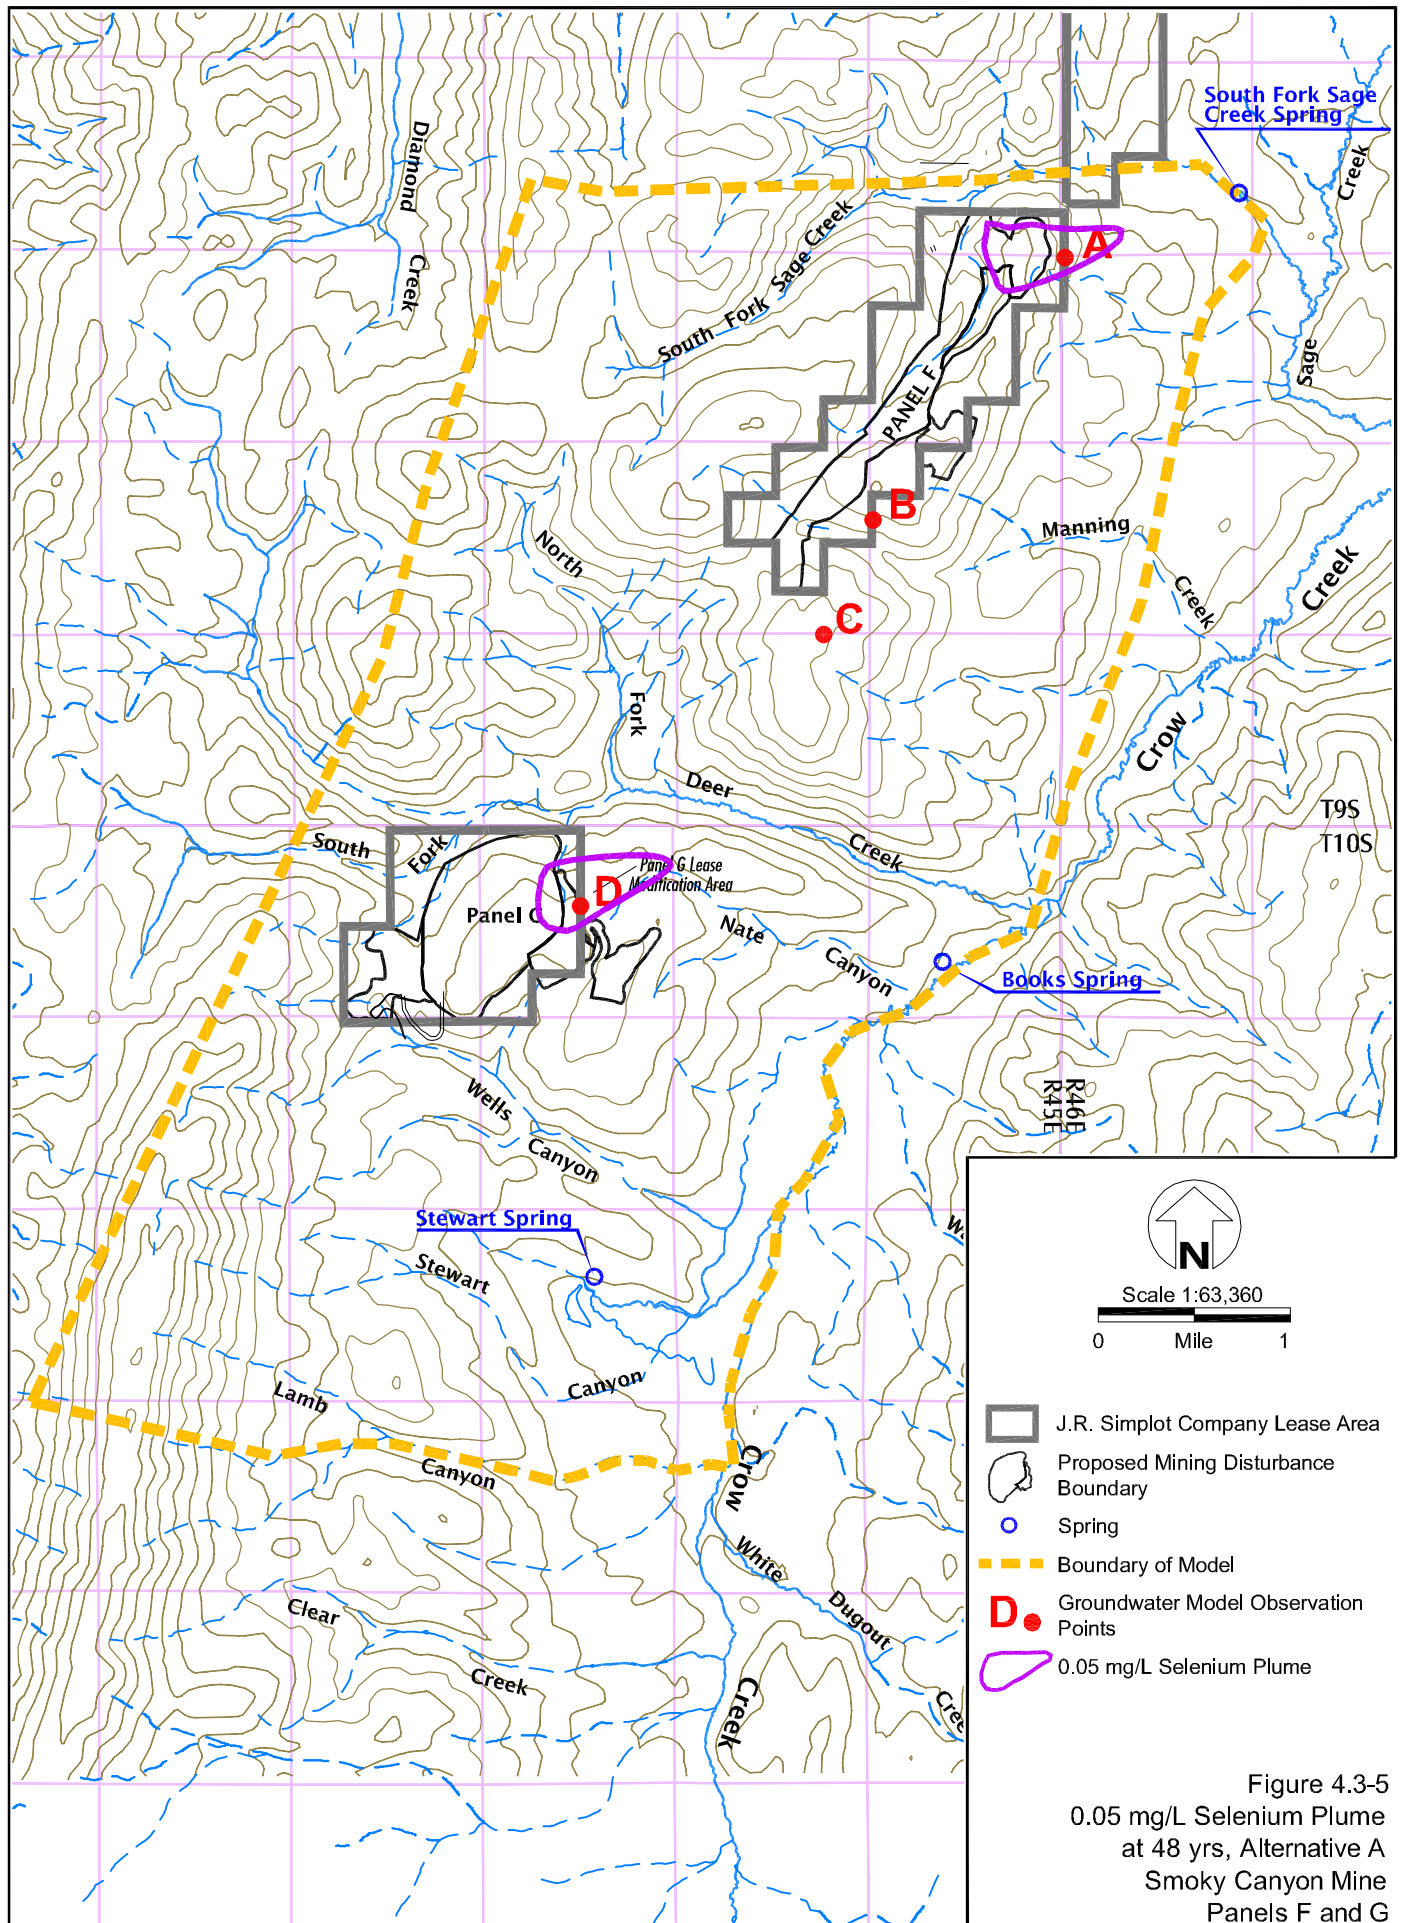 South Fork Sage
Creek Spring
Diamond
Creek
Creek
Sage
South Fork Sage Creek
A
PANEL F
B
C
Manning
Creek
Creek
Crow
North
Fork
Deer
Creek
T9S
T10S
South
Fork
Panel G Lease
Modification Area
D
Panel G
Nate
Canyon
Books Spring
R46E
R45E
Wells
Canyon
Stewart Spring
Stewart
Canyon
Lamb
Canyon
Crow
White
Dugout
Cree
Clear
Creek
Creek
N
Scale 1:63,360
0 Mile 1
J.R. Simplot Company Lease Area
Proposed Mining Disturbance
Boundary
Spring
Boundary of Model
D
Groundwater Model Observation
Points
0.05 mg/L Selenium Plume
Figure 4.3-5
0.05 mg/L Selenium Plume
at 48 yrs, Alternative A
Smoky Canyon Mine
Panels F and G